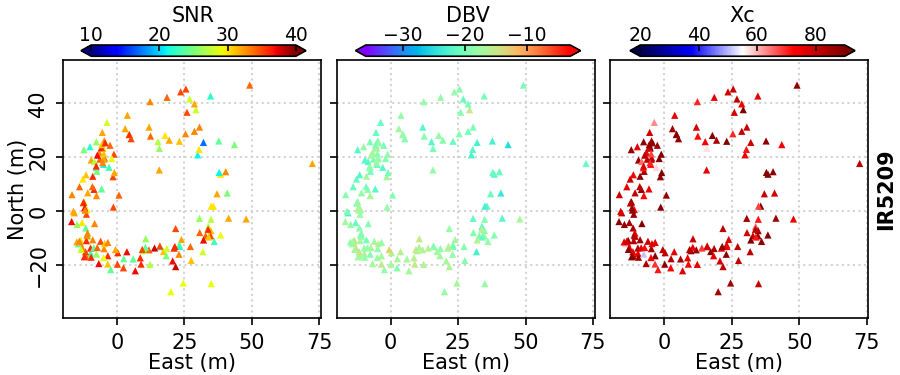 SNR DBV Xc
10 20 30 40 −30 −20 −10 20 40 60 80
40
20
0
−20
North (m)
IR5209
0 25 50 75 0 25 50 75 0 25 50 75
East (m) East (m) East (m)